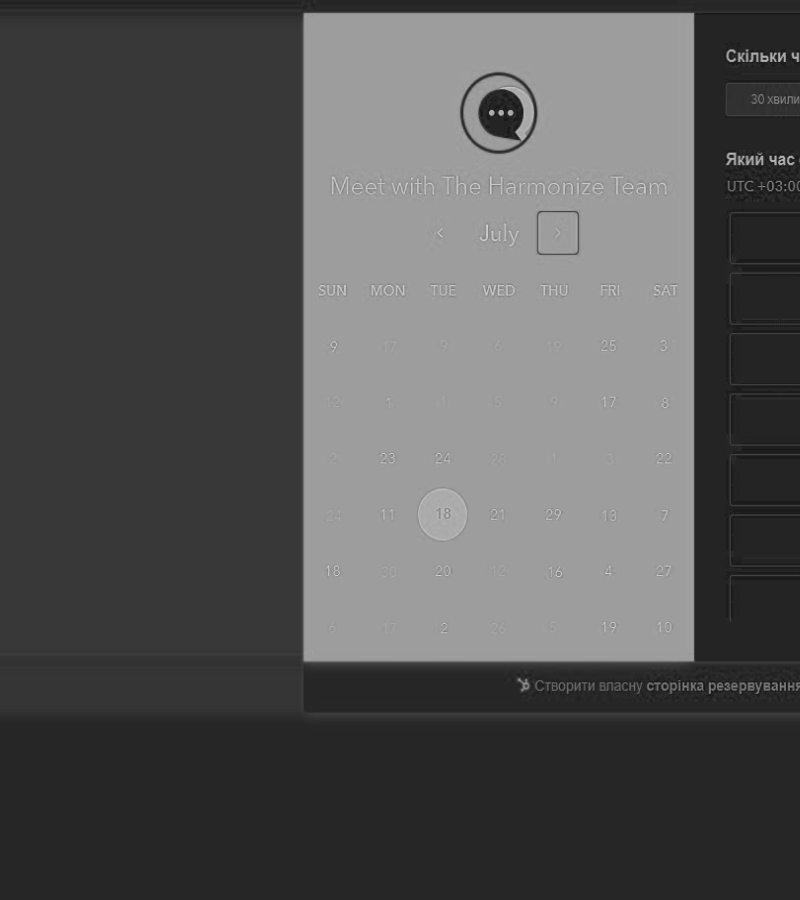 Meet with The Harmonize Team
July
SUN MON TUE WED THU FRI SAT
9 17 9 6 19 25 3
12 1 5 9 17 8
2 23 24 28 1 3 22
24 11 18 21 29 13 7
18 30 20 12 16 4 27
6 17 2 26 5 19 10
Скільки
30
Який час
UTC +03:00
Створити власну сторінка резервування